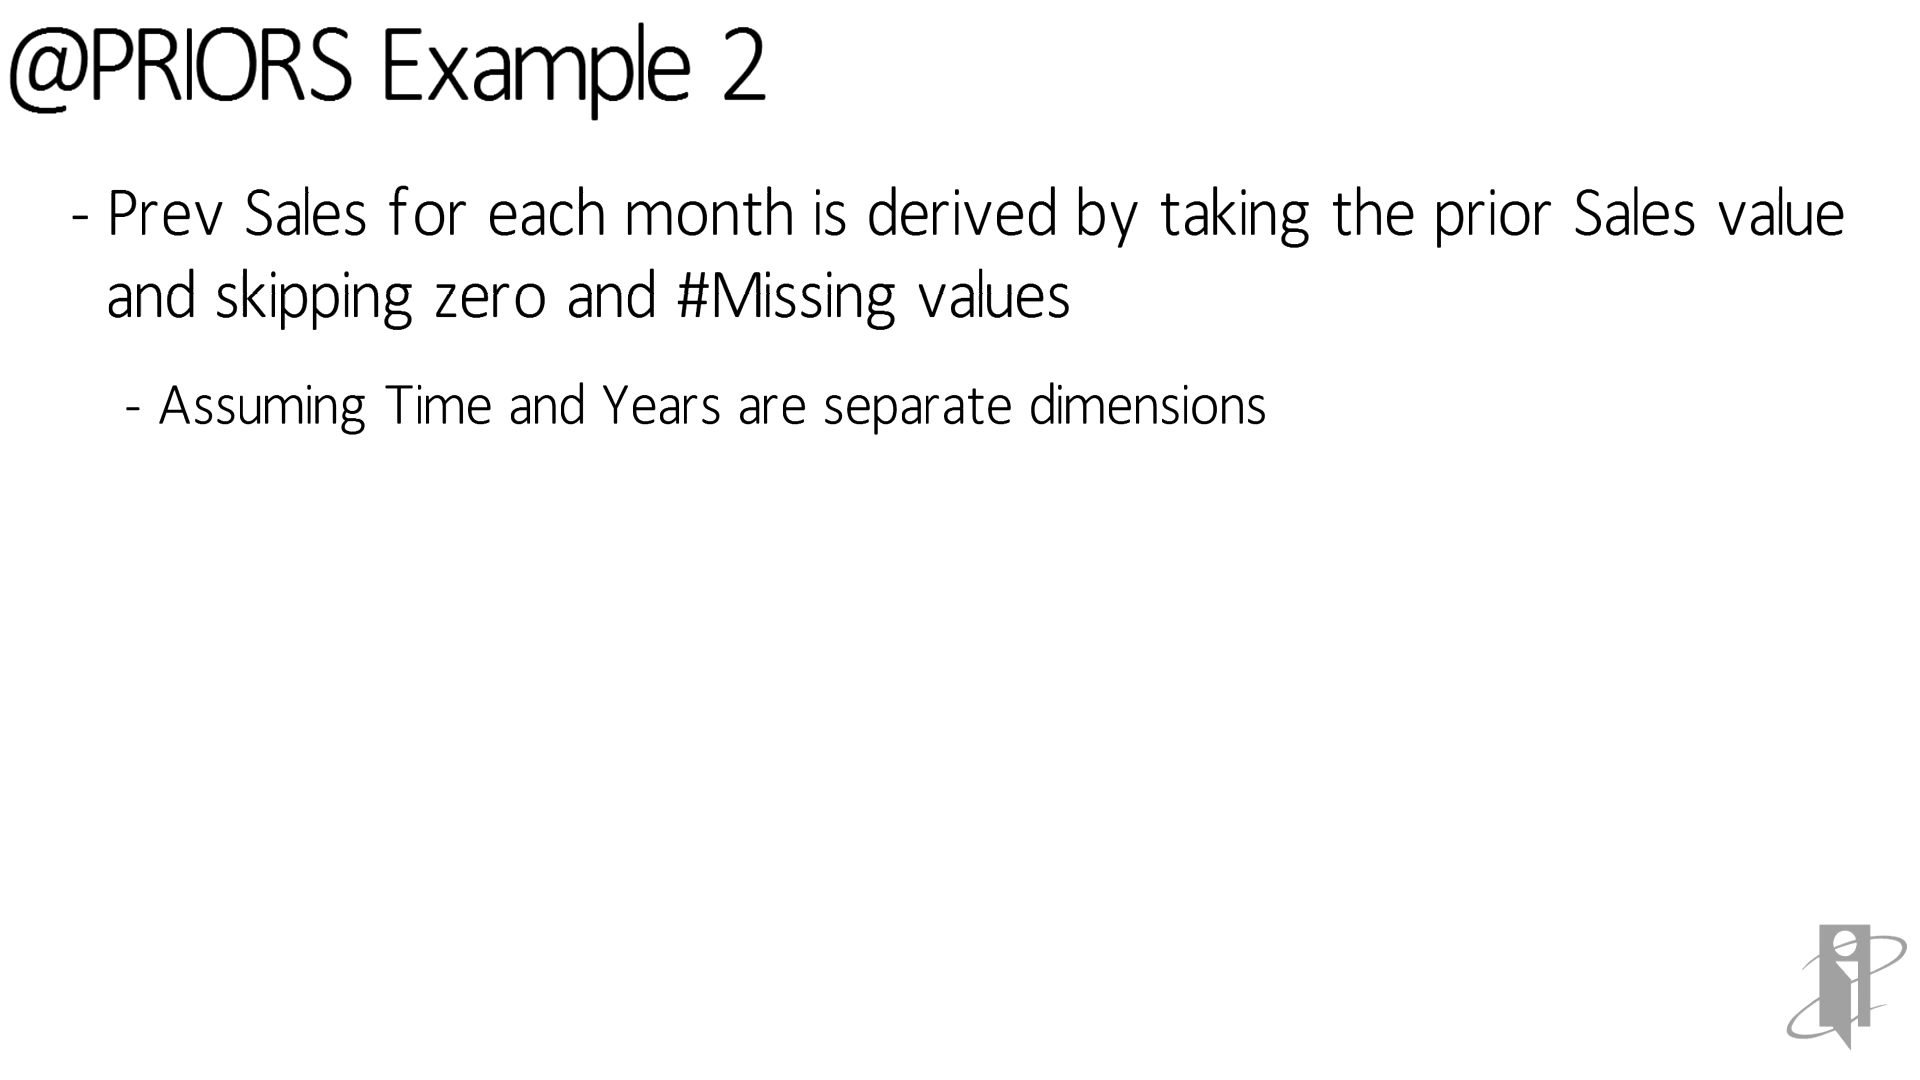 @PRIORS Example 2
- Prev Sales for each month is derived by taking the prior Sales value
and skipping zero and #Missing values
- Assuming Time and Years are separate dimensions